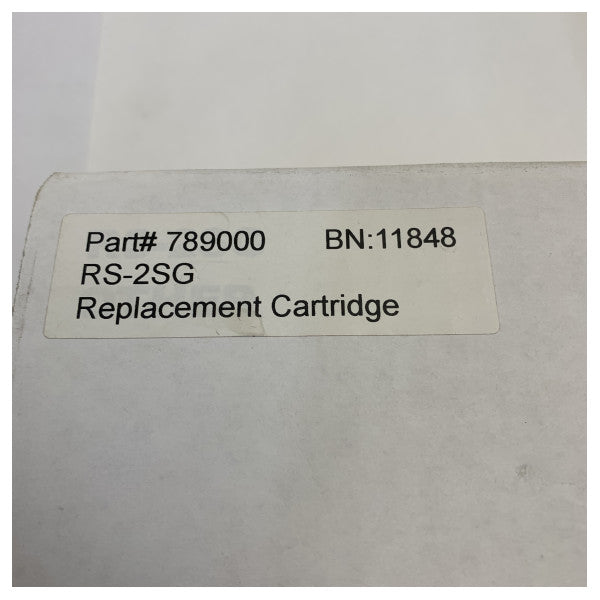 Part# 789000 BN:11848
RS-2SG
Replacement Cartridge